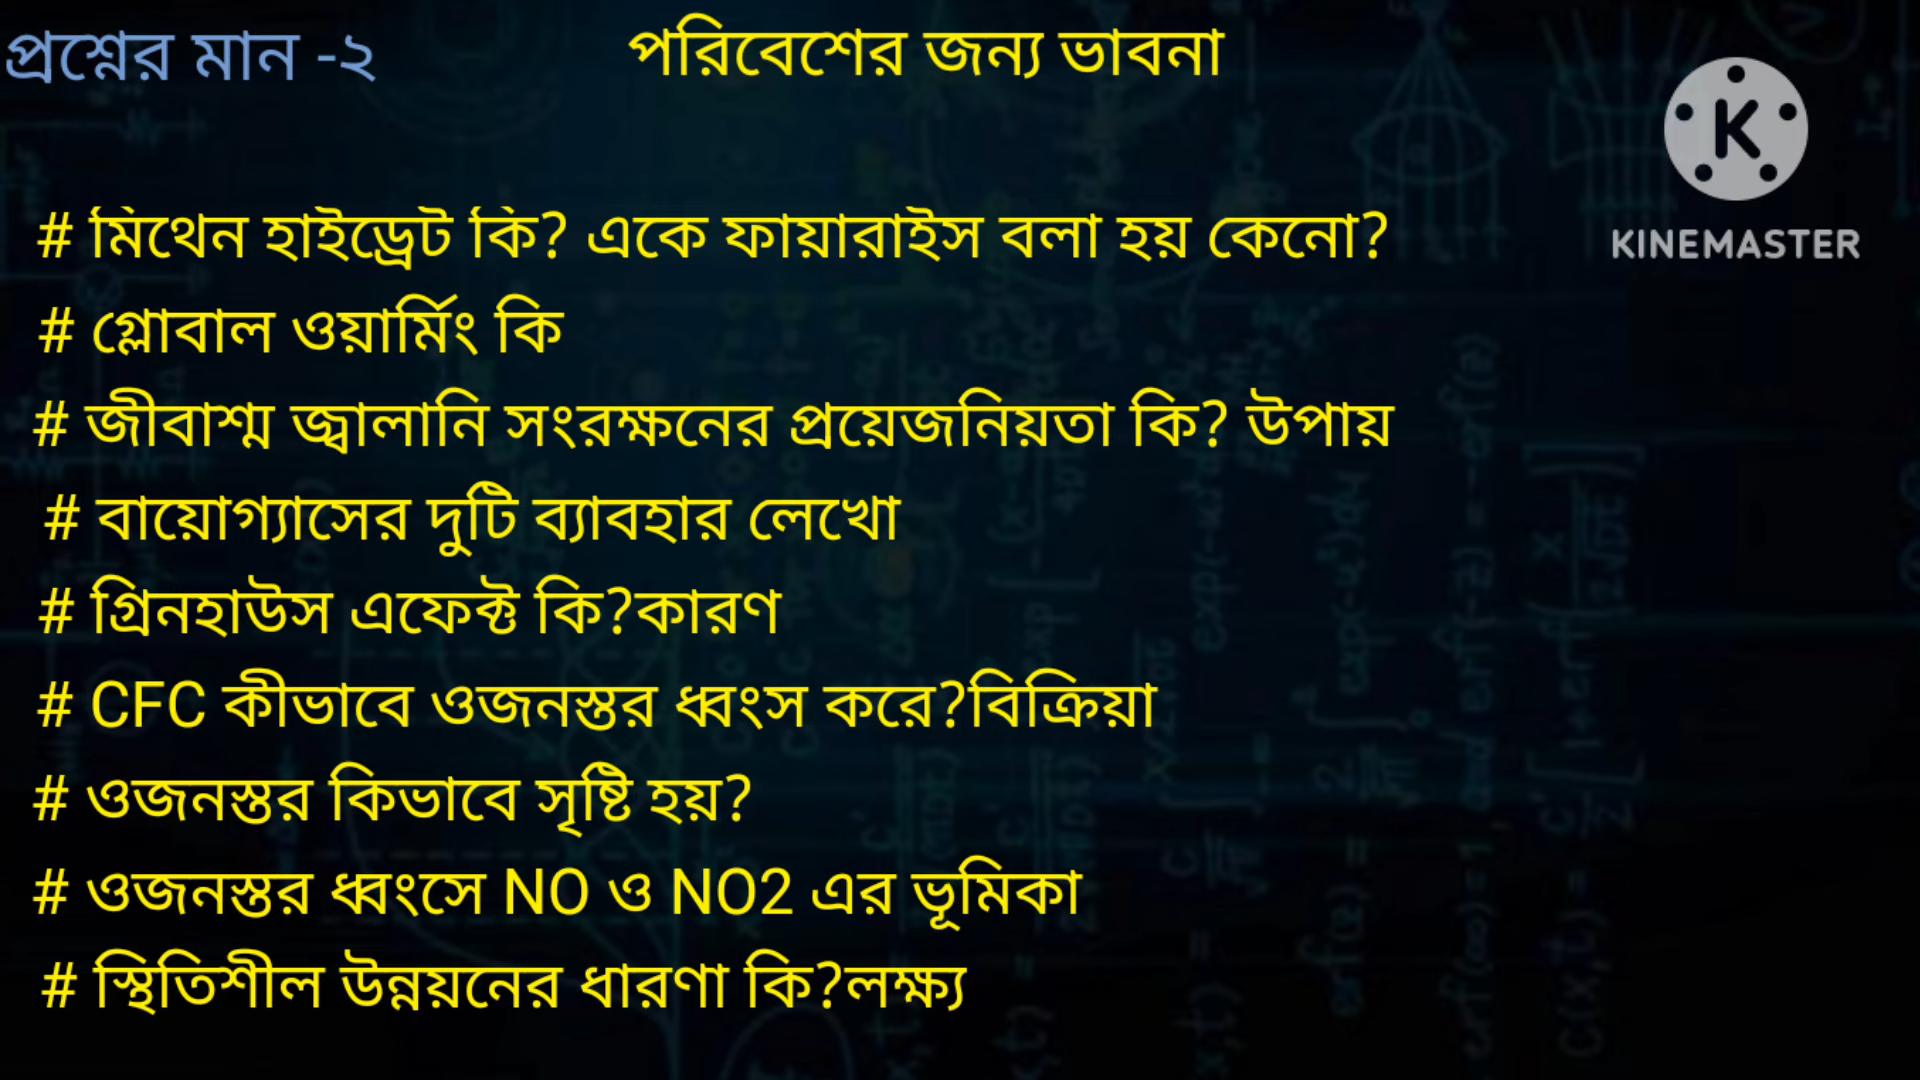 প্রশ্নের মান -২
পরিবেশের জন্য ভাবনা
KINEMASTER
# মিথেন হাইড্রেট কি? একে ফায়ারাইস বলা হয় কেনো?
# গ্লোবাল ওয়ার্মিং কি
# জীবাশ্ম জ্বালানি সংরক্ষনের প্রয়েজনিয়তা কি? উপায়
# বায়োগ্যাসের দুটি ব্যাবহার লেখো
# গ্রিনহাউস এফেক্ট কি?কারণ
# CFC কীভাবে ওজনস্তর ধ্বংস করে?বিক্রিয়া
# ওজনস্তর কিভাবে সৃষ্টি হয়?
# ওজনস্তর ধ্বংসে NO ও NO2 এর ভূমিকা
# স্থিতিশীল উন্নয়নের ধারণা কি?লক্ষ্য